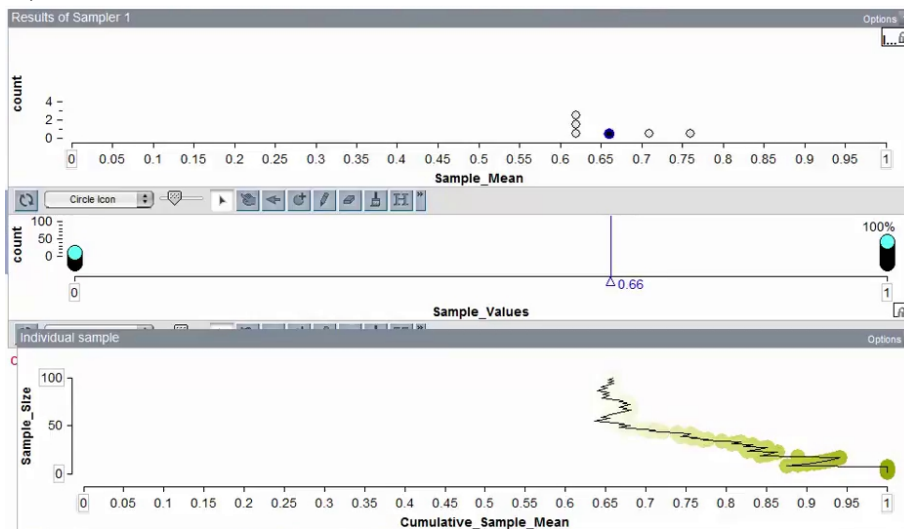 Results of Sampler 1
Options
count
4
2
0
0 0.05 0.1 0.15 0.2 0.25 0.3 0.35 0.4 0.45 0.5 0.55 0.6 0.65 0.7 0.75 0.8 0.85 0.9 0.95 1
Sample_Mean
Circle Icon
count
100
50
0
100%
0.66
0 1
Sample_Values
Individual sample
Options
Sample_Size
100
50
0
0 0.05 0.1 0.15 0.2 0.25 0.3 0.35 0.4 0.45 0.5 0.55 0.6 0.65 0.7 0.75 0.8 0.85 0.9 0.95 1
Cumulative_Sample_Mean